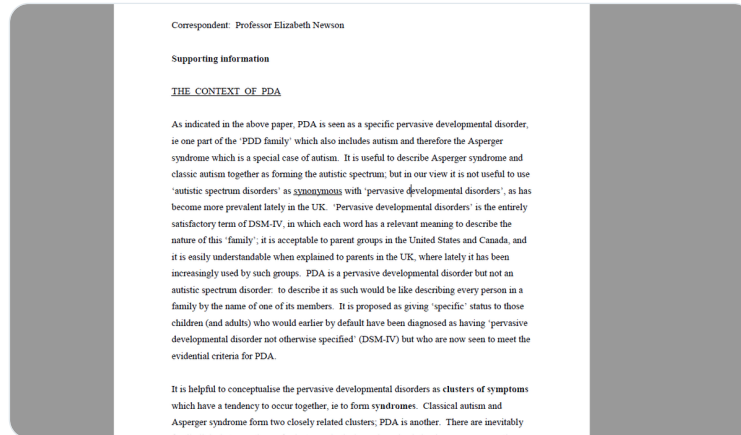 Correspondent: Professor Elizabeth Newson
Supporting information
THE CONTEXT OF PDA
As indicated in the above paper, PDA is seen as a specific pervasive developmental disorder,
ie one part of the ‘PDD family’ which also includes autism and therefore the Asperger
syndrome which is a special case of autism. It is useful to describe Asperger syndrome and
classic autism together as forming the autistic spectrum; but in our view it is not useful to use
‘autistic spectrum disorders’ as synonymous with ‘pervasive developmental disorders’, as has
become more prevalent lately in the UK. ‘Pervasive developmental disorders’ is the entirely
satisfactory term of DSM-IV, in which each word has a relevant meaning to describe the
nature of this ‘family’; it is acceptable to parent groups in the United States and Canada, and
it is easily understandable when explained to parents in the UK, where lately it has been
increasingly used by such groups. PDA is a pervasive developmental disorder but not an
autistic spectrum disorder: to describe it as such would be like describing every person in a
family by the name of one of its members. It is proposed as giving ‘specific’ status to those
children (and adults) who would earlier by default have been diagnosed as having ‘pervasive
developmental disorder not otherwise specified’ (DSM-IV) but who are now seen to meet the
evidential criteria for PDA.
It is helpful to conceptualise the pervasive developmental disorders as clusters of symptoms
which have a tendency to occur together, ie to form syndromes. Classical autism and
Asperger syndrome form two closely related clusters; PDA is another. There are inevitably